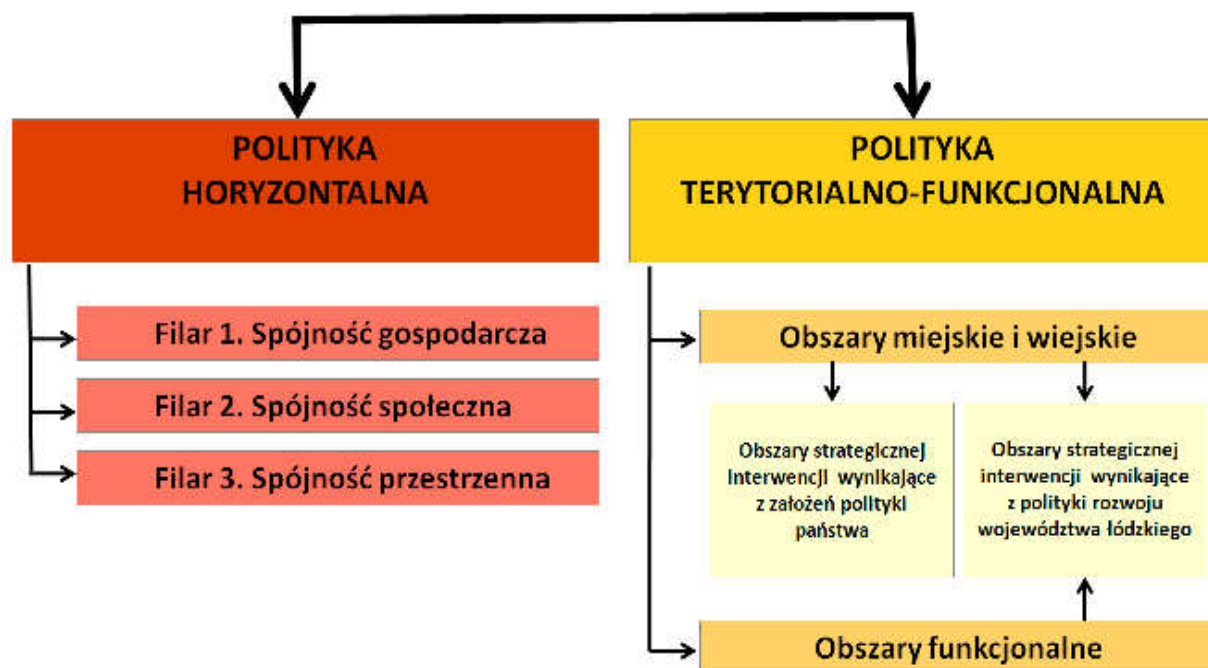 POLITYKA
HORYZONTALNA
Filar 1. Spójność gospodarcza
Filar 2. Spójność społeczna
Filar 3. Spójność przestrzenna
POLITYKA
TERYTORIALNO-FUNKCJONALNA
Obszary miejskie i wiejskie
Obszary strategicznej
interwencji wynikające
z założeń polityki
państwa
Obszary strategicznej
interwencji wynikające
z polityki rozwoju
województwa łódzkiego
Obszary funkcjonalne